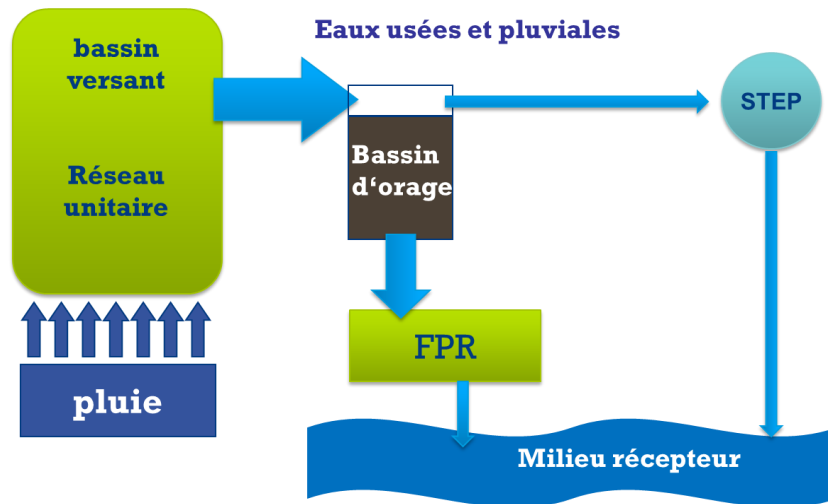 Eaux usées et pluviales
bassin
versant
Réseau
unitaire
pluie
Bassin
d‘orage
STEP
FPR
Milieu récepteur